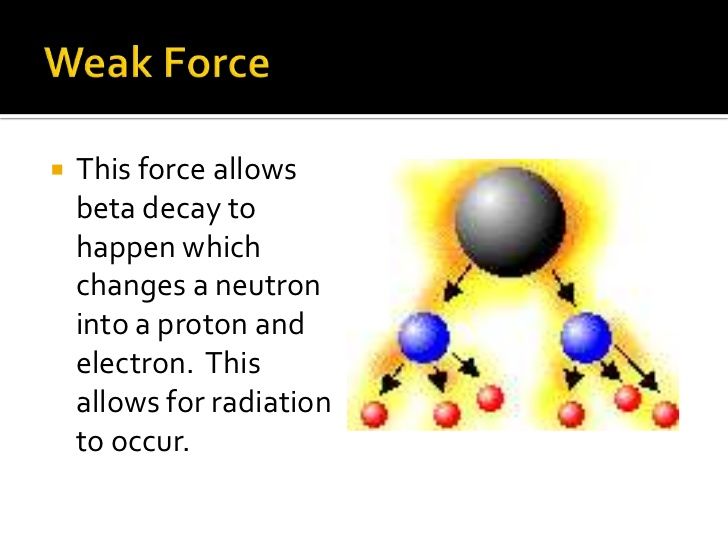 Weak Force
This force allows
beta decay to
happen which
changes a neutron
into a proton and
electron.  This
allows for radiation
to occur.